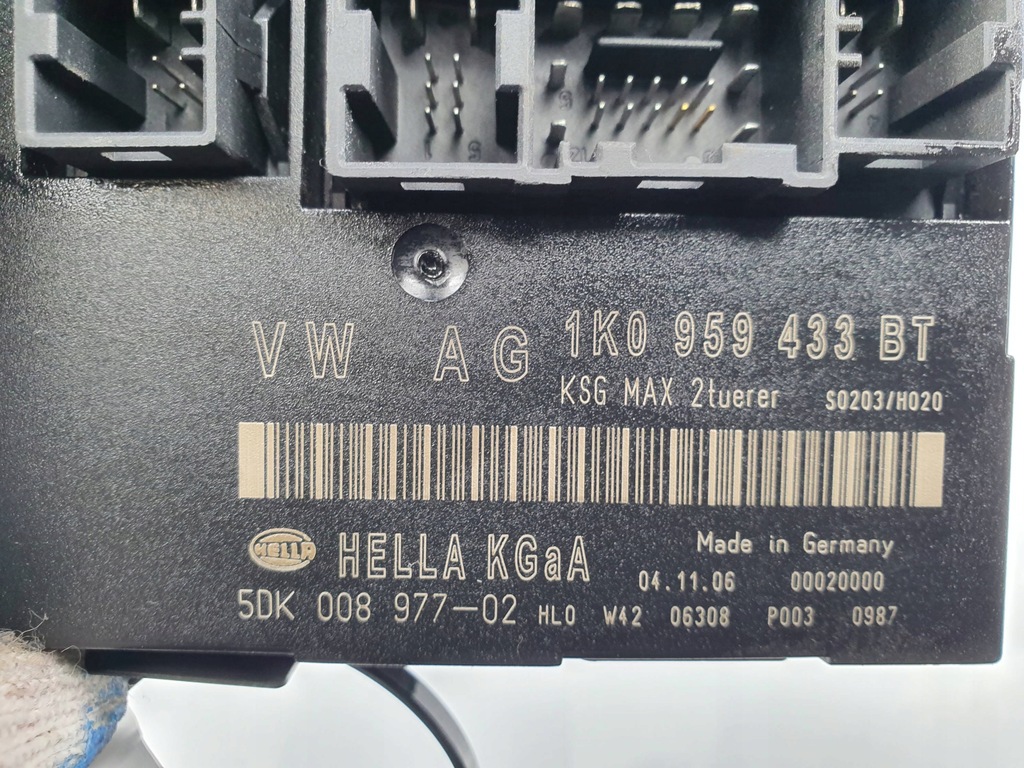 VW AG 1K0 959 433 BT
KSG MAX 2tuerer S0203/H020
HELLA HELLA KGaA Made in Germany
04.11.06 00020000
5DK 008 977-02 HL0 W42 06308 P003 0987